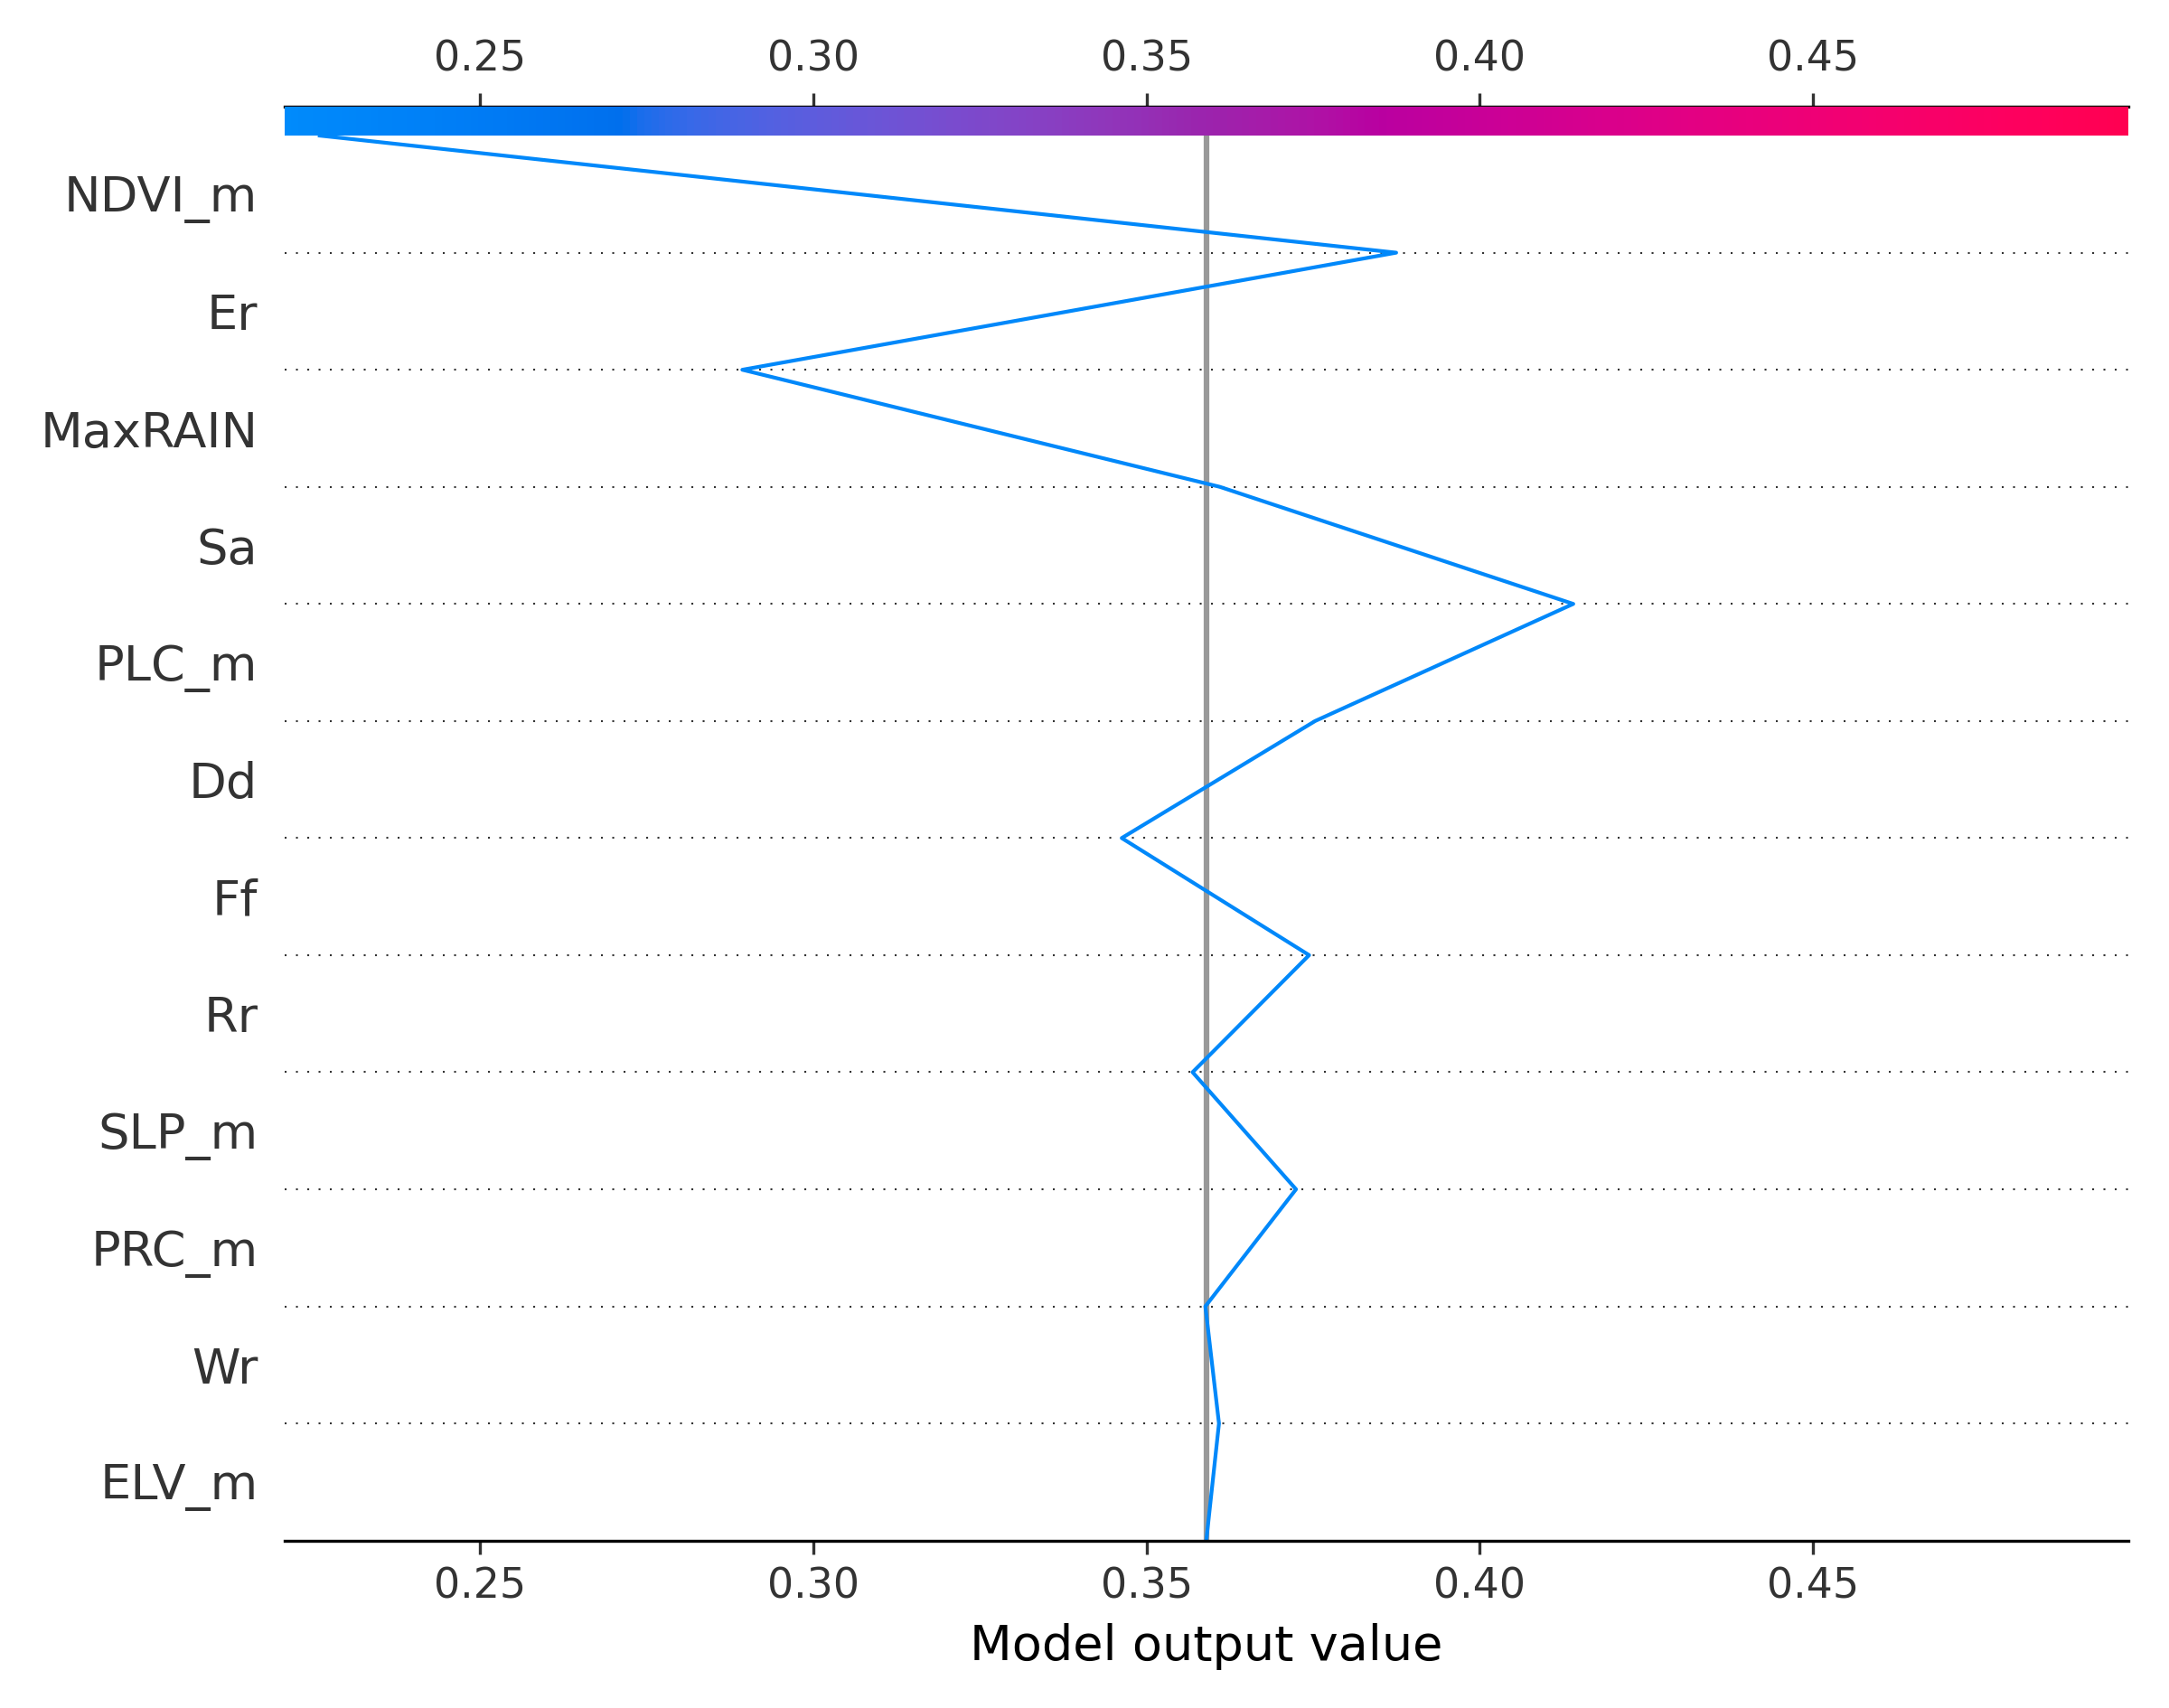 0.25 0.30 0.35 0.40 0.45
NDVI_m
Er
MaxRAIN
Sa
PLC_m
Dd
Ff
Rr
SLP_m
PRC_m
Wr
ELV_m
0.25 0.30 0.35 0.40 0.45
Model output value